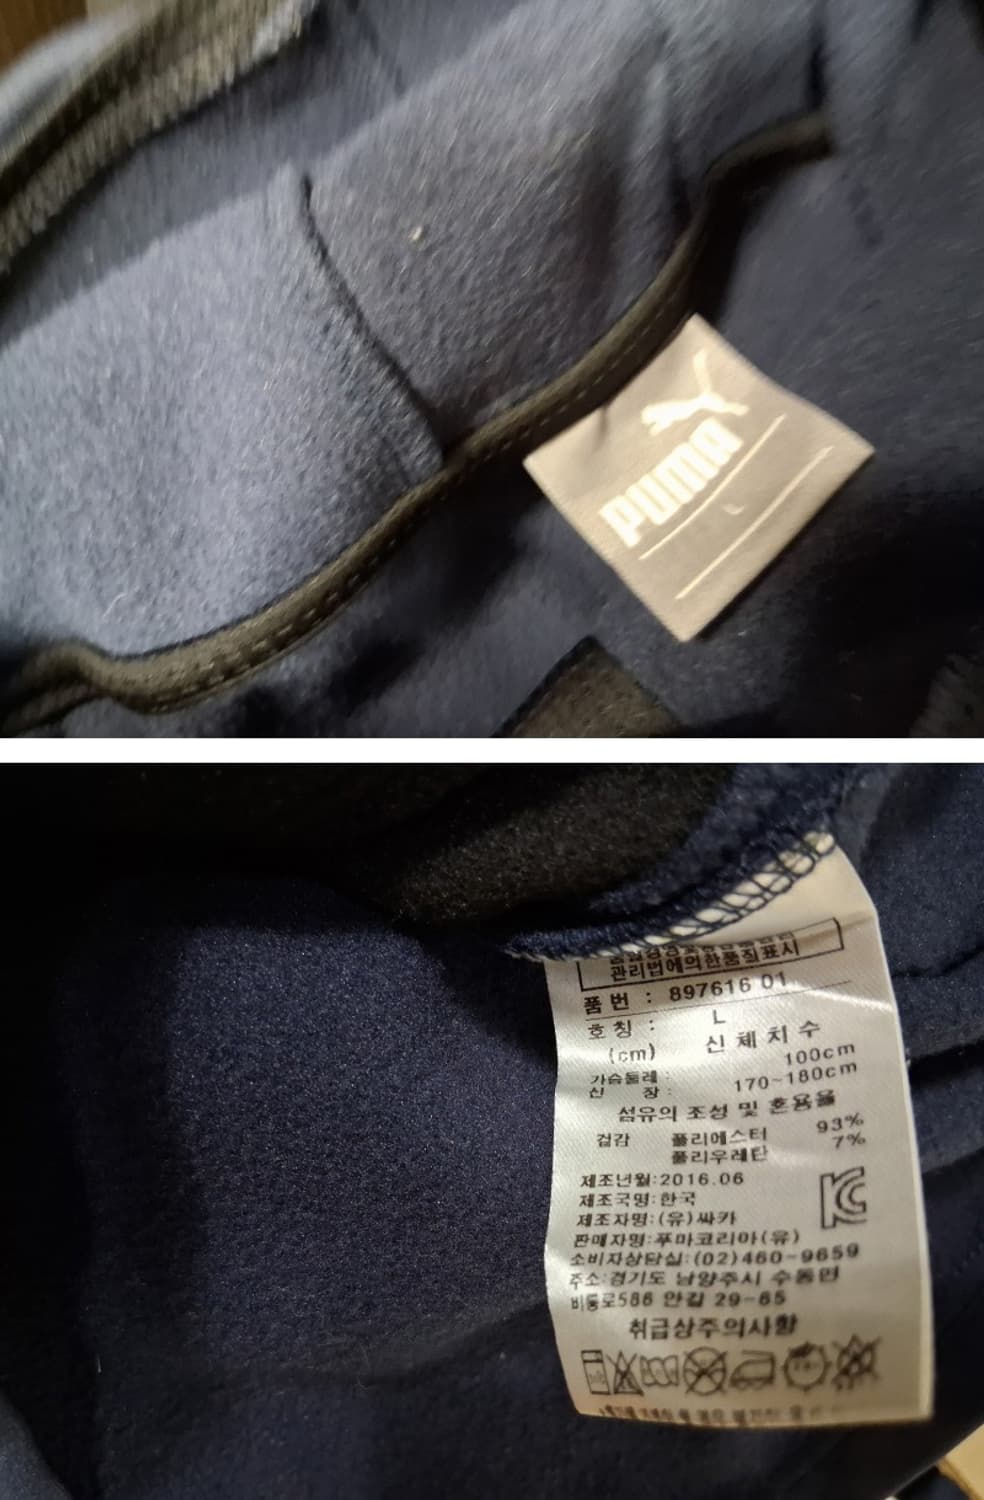 PUMA
L
관리법에의한품질표시
품 번 : 897616 01
호 칭 : L
(cm) 신 체 치 수
가슴둘레 : 100cm
신 장 : 170~180cm
섬유의 조성 및 혼용율
겉감 폴리에스터 93%
폴리우레탄 7%
제조년월:2016.06
제조국명:한국
제조자명:(유)싸카
판매자명:푸마코리아(유)
소비자상담실:(02)460-9659
주소:경기도 남양주시 수동면
비룡로586 안길 29-65
취급상주의사항